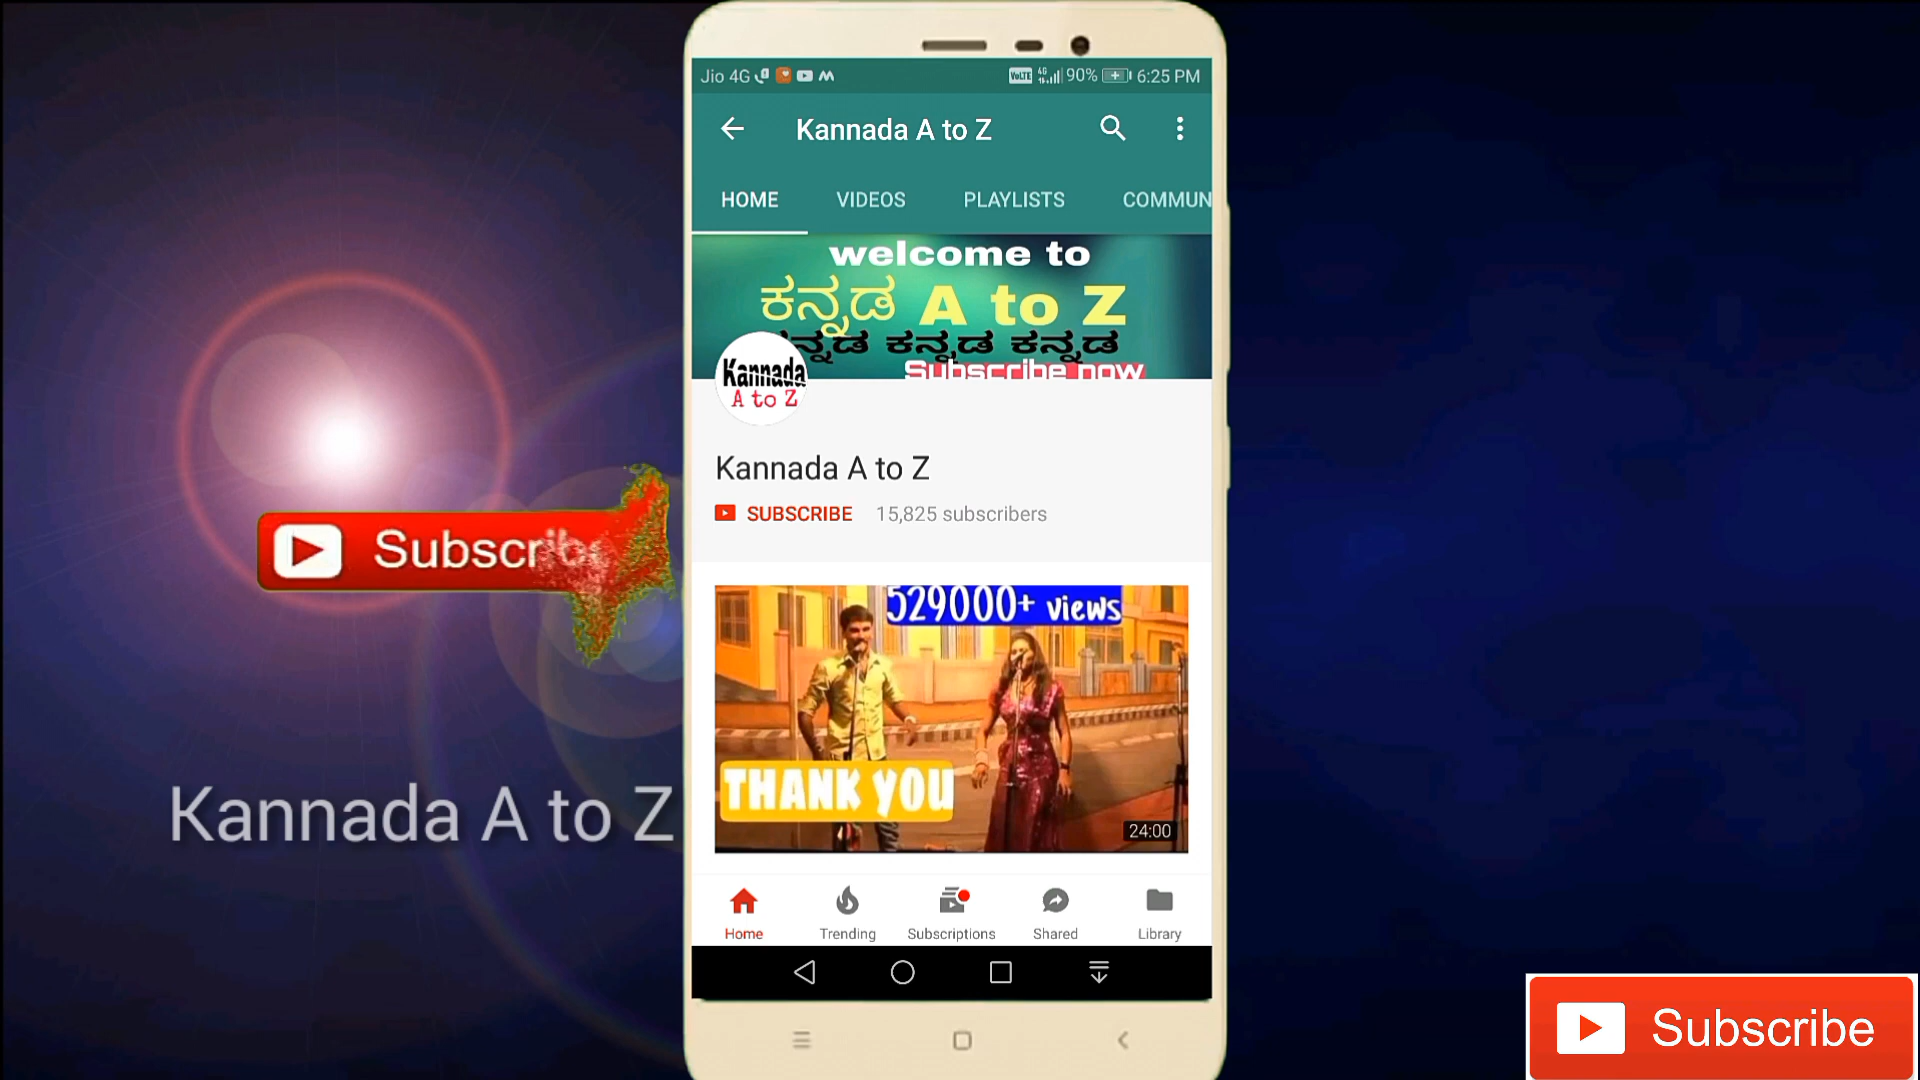 Jio 4G 90% 6:25 PM
Kannada A to Z
HOME VIDEOS PLAYLISTS COMMUN
welcome to
ಕನ್ನಡ A to Z
ನ್ನಡ ಕನ್ನಡ ಕನ್ನಡ
Subscribe now
Kannada
A to Z
Kannada A to Z
SUBSCRIBE 15,825 subscribers
Subscribe
529000+ views
THANK YOU
24:00
Kannada A to Z
Home Trending Subscriptions Shared Library
Subscribe